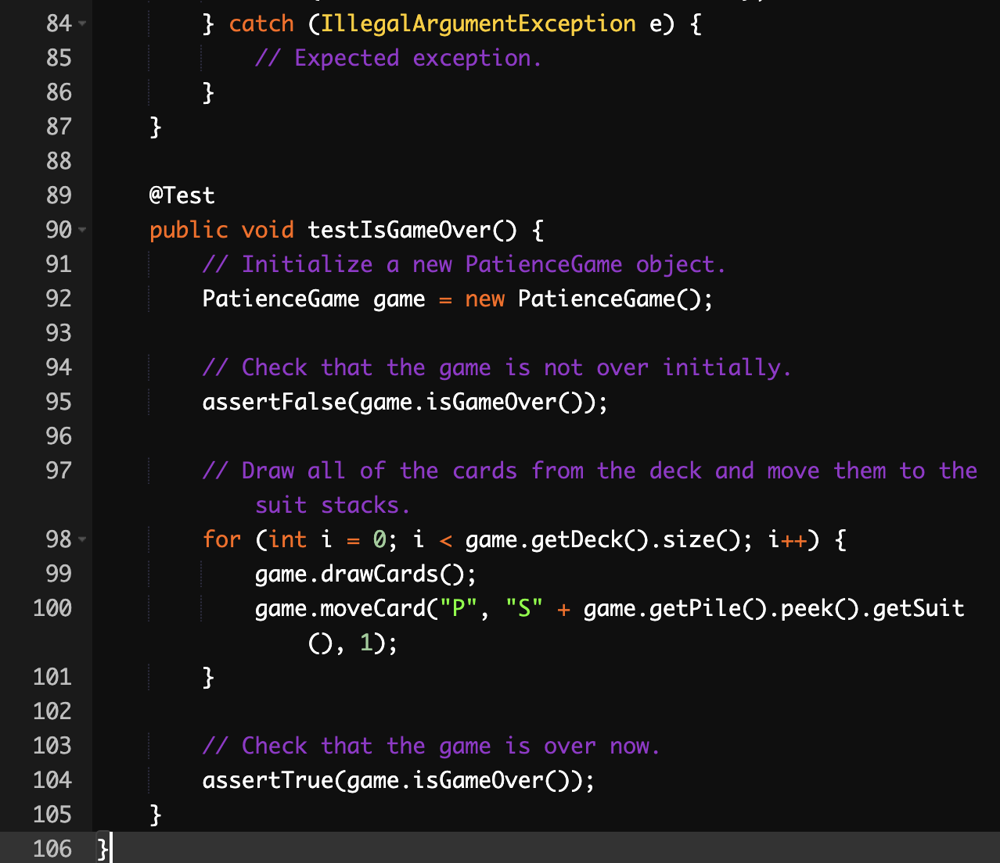 84 } catch (IllegalArgumentException e) {
85 // Expected exception.
86 }
87 }
88
89 @Test
90 public void testIsGameOver() {
91 // Initialize a new PatienceGame object.
92 PatienceGame game = new PatienceGame();
93
94 // Check that the game is not over initially.
95 assertFalse(game.isGameOver());
96
97 // Draw all of the cards from the deck and move them to the
suit stacks.
98 for (int i = 0; i < game.getDeck().size(); i++) {
99 game.drawCards();
100 game.moveCard("P", "S" + game.getPile().peek().getSuit
(), 1);
101 }
102
103 // Check that the game is over now.
104 assertTrue(game.isGameOver());
105 }
106 }